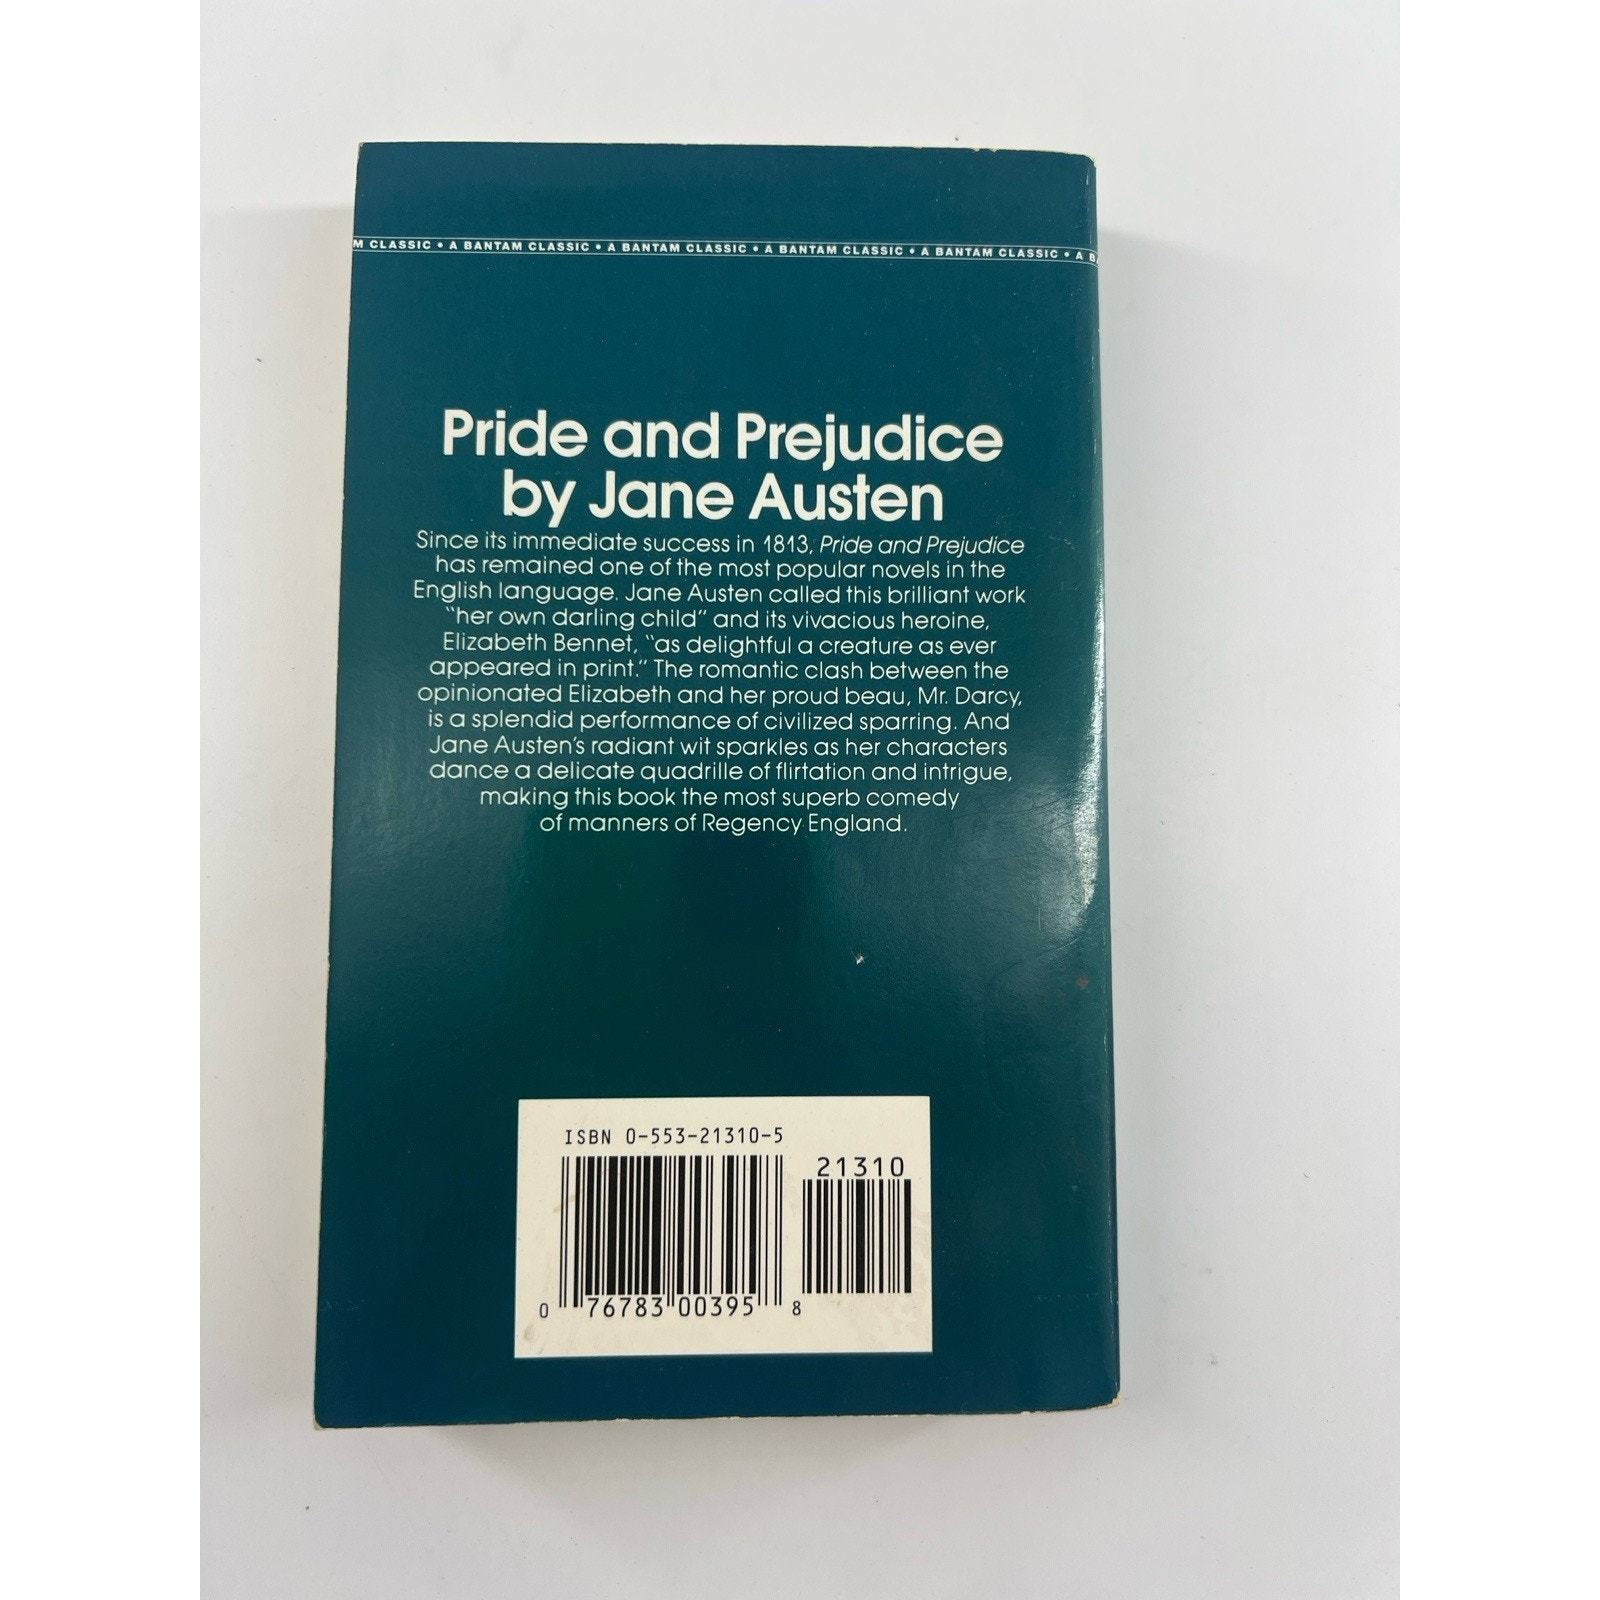 M CLASSIC • A BANTAM CLASSIC • A BANTAM CLASSIC • A BANTAM CLASSIC • A BANTAM CLASSIC • A B
Pride and Prejudice
by Jane Austen
Since its immediate success in 1813, Pride and Prejudice
has remained one of the most popular novels in the
English language. Jane Austen called this brilliant work
"her own darling child" and its vivacious heroine,
Elizabeth Bennet, "as delightful a creature as ever
appeared in print." The romantic clash between the
opinionated Elizabeth and her proud beau, Mr. Darcy,
is a splendid performance of civilized sparring. And
Jane Austen's radiant wit sparkles as her characters
dance a delicate quadrille of flirtation and intrigue,
making this book the most superb comedy
of manners of Regency England.
ISBN 0-553-21310-5
21310
0 76783 00395 8